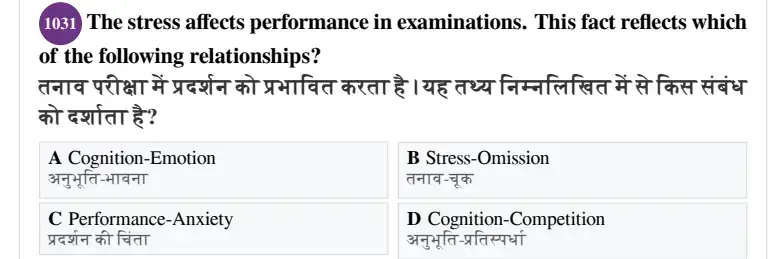 1031 The stress affects performance in examinations. This fact reflects which
of the following relationships?
तनाव परीक्षा में प्रदर्शन को प्रभावित करता है। यह तथ्य निम्नलिखित में से किस संबंध
को दर्शाता है?
A Cognition-Emotion
अनुभूति-भावना
B Stress-Omission
तनाव-चूक
C Performance-Anxiety
प्रदर्शन की चिंता
D Cognition-Competition
अनुभूति-प्रतिस्पर्धा